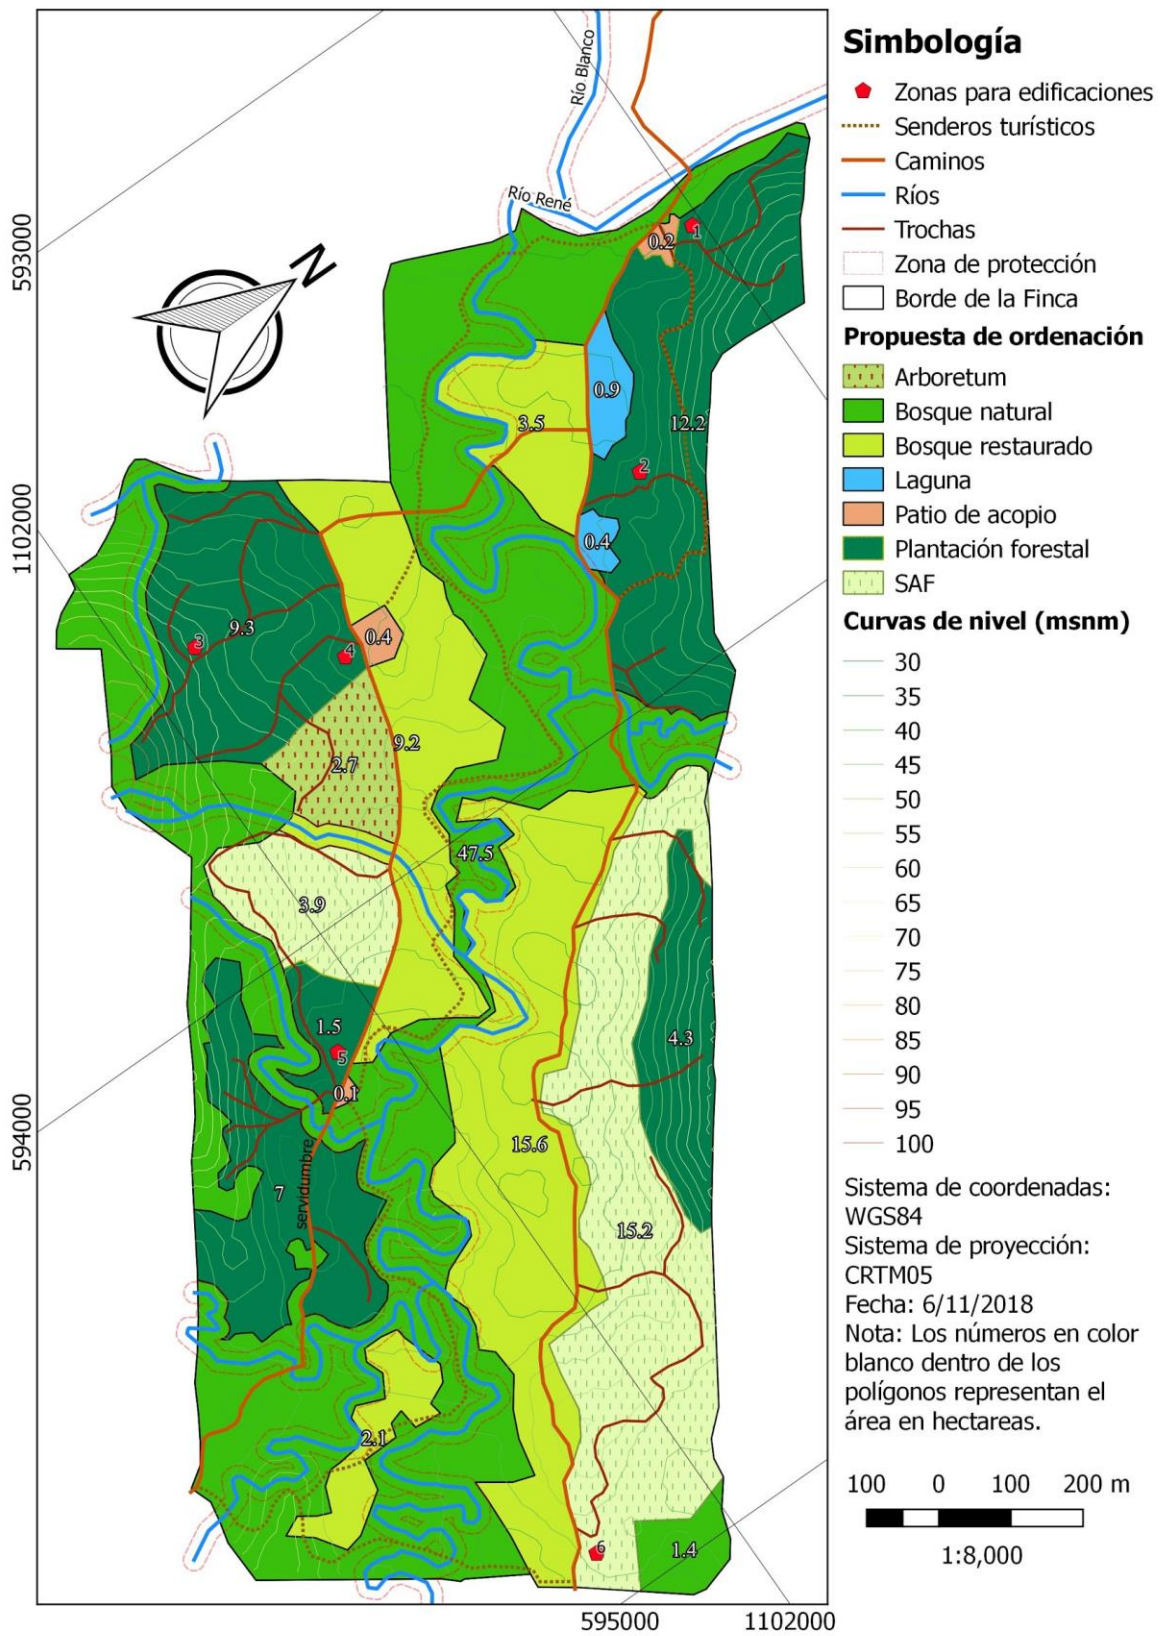 Simbología
Zonas para edificaciones
Senderos turísticos
Caminos
Ríos
Trochas
Zona de protección
Borde de la Finca
Propuesta de ordenación
Arboretum
Bosque natural
Bosque restaurado
Laguna
Patio de acopio
Plantación forestal
SAF
Curvas de nivel (msnm)
30
35
40
45
50
55
60
65
70
75
80
85
90
95
100
Sistema de coordenadas:
WGS84
Sistema de proyección:
CRTM05
Fecha: 6/11/2018
Nota: Los números en color
blanco dentro de los
polígonos representan el
área en hectareas.
100 0 100 200 m
1:8,000
Río Blanco
Río René
N
593000
1102000
594000
595000
1102000
0.2
1
0.9
3.5
12.2
2
0.4
3
9.3
4
0.4
9.2
2.7
47.5
3.9
1.5
5
0.1
4.3
15.6
servidumbre
7
15.2
2.1
6
1.4